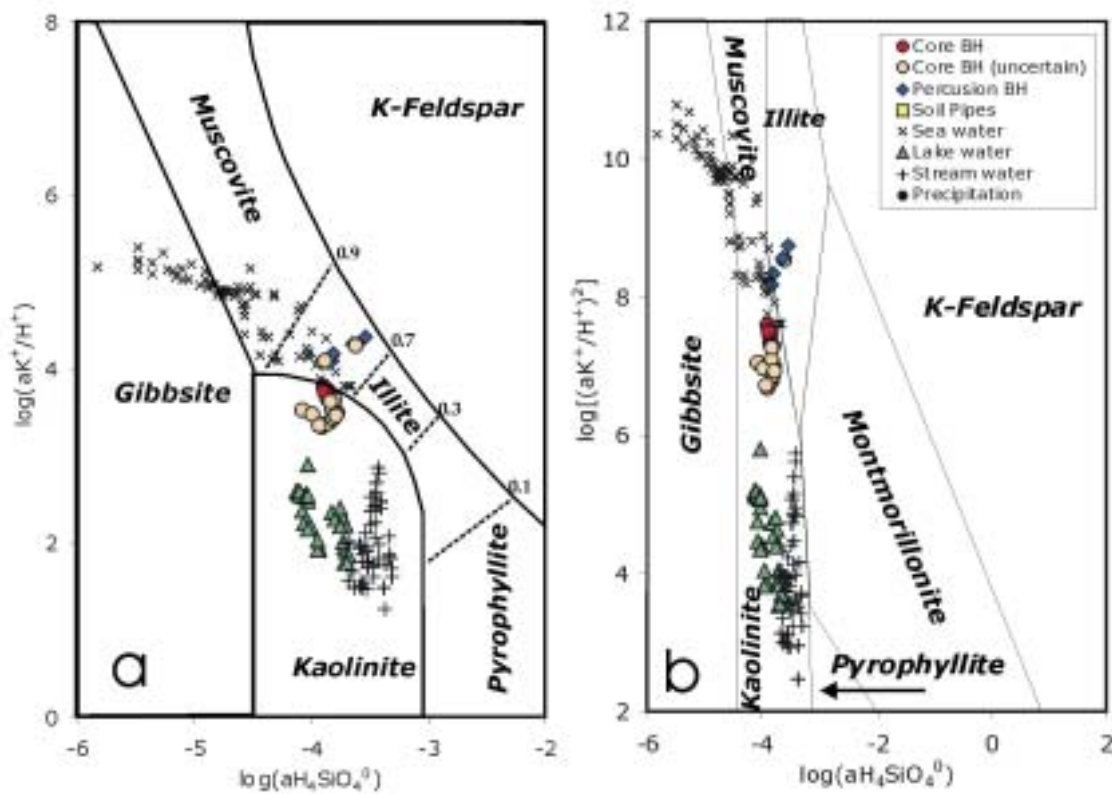 8
6
4
2
0
-6
-5
-4
-3
-2
log(aK⁺/H⁺)
log(aH₄SiO₄⁰)
K-Feldspar
Muscovite
Gibbsite
Illite
Kaolinite
Pyrophyllite
0.9
0.7
0.3
0.1
a
12
10
8
6
4
2
-6
-4
-2
0
2
log[(aK⁺/H⁺)²]
log(aH₄SiO₄⁰)
Core BH
Core BH (uncertain)
Percusion BH
Soil Pipes
Sea water
Lake water
Stream water
Precipitation
Muscovite
Illite
K-Feldspar
Gibbsite
Montmorillonite
Kaolinite
Pyrophyllite
b